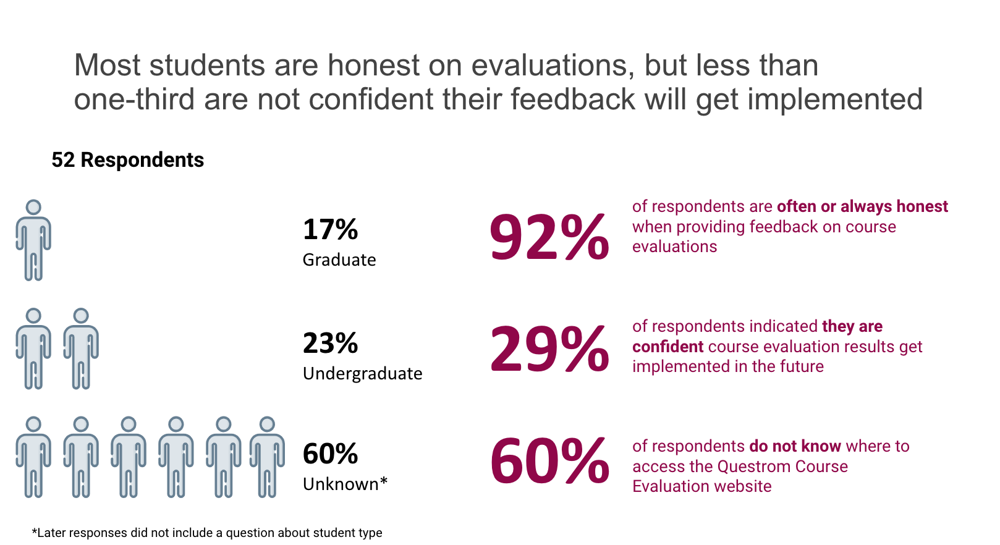 Most students are honest on evaluations, but less than
one-third are not confident their feedback will get implemented
52 Respondents
17%
Graduate
92%
of respondents are often or always honest
when providing feedback on course
evaluations
23%
Undergraduate
29%
of respondents indicated they are
confident course evaluation results get
implemented in the future
60%
Unknown*
60%
of respondents do not know where to
access the Questrom Course
Evaluation website
*Later responses did not include a question about student type